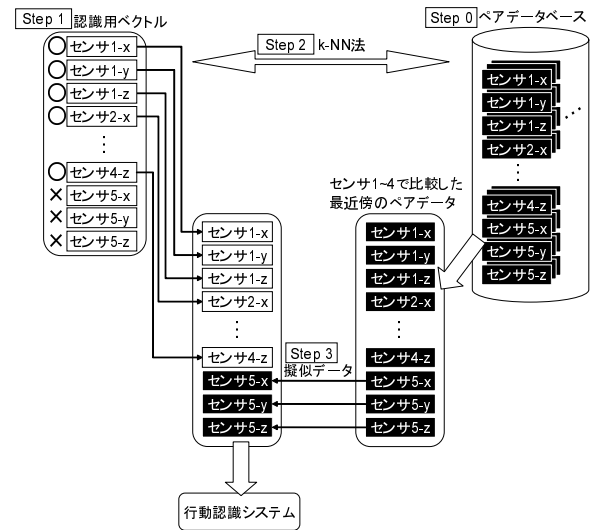 Step 1 認識用ベクトル
センサ1-x
センサ1-y
センサ1-z
センサ2-x
⋮
センサ4-z
センサ5-x
センサ5-y
センサ5-z
Step 2 k-NN法
Step 0 ペアデータベース
センサ1-x
センサ1-y
センサ1-z
センサ2-x
⋮
センサ4-z
センサ5-x
センサ5-y
センサ5-z
センサ1~4で比較した
最近傍のペアデータ
センサ1-x
センサ1-y
センサ1-z
センサ2-x
⋮
センサ4-z
センサ5-x
センサ5-y
センサ5-z
Step 3
擬似データ
センサ1-x
センサ1-y
センサ1-z
センサ2-x
⋮
センサ4-z
センサ5-x
センサ5-y
センサ5-z
行動認識システム